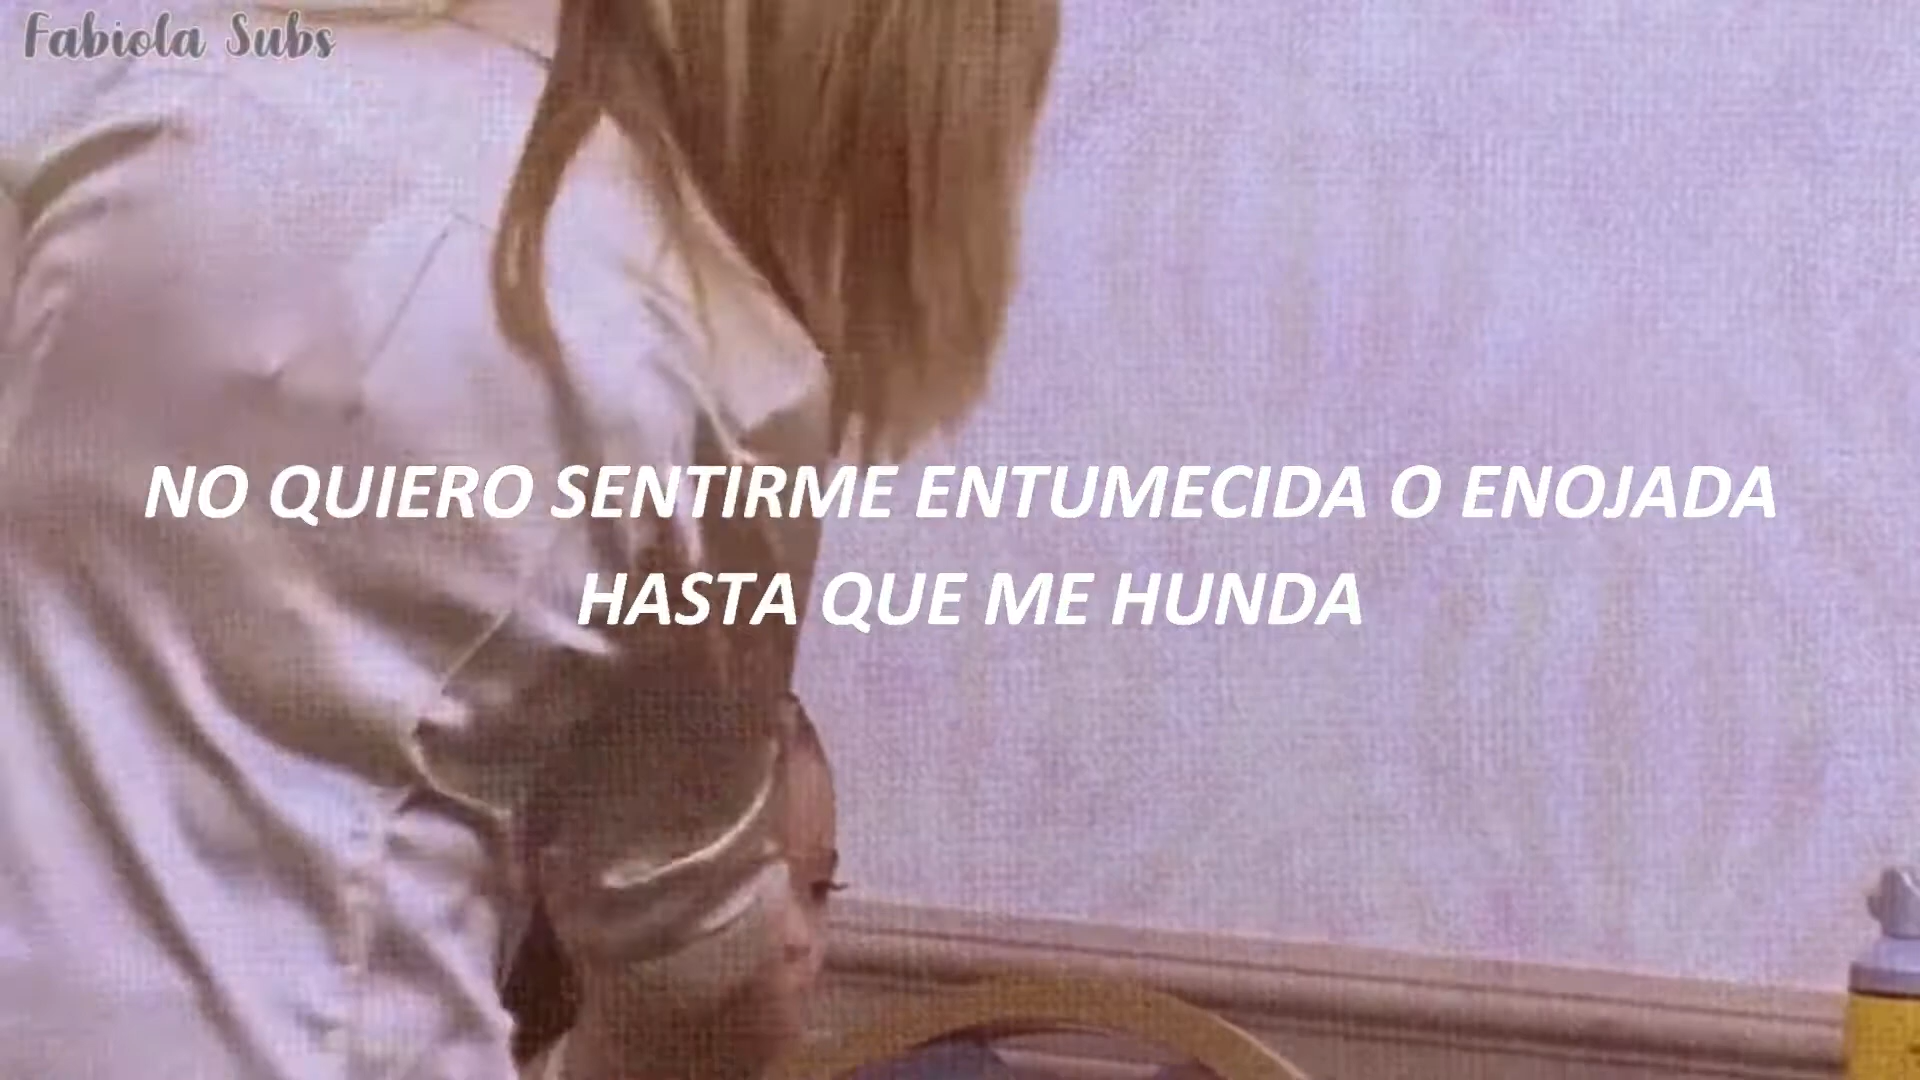 Fabiola Subs
NO QUIERO SENTIRME ENTUMECIDA O ENOJADA
HASTA QUE ME HUNDA